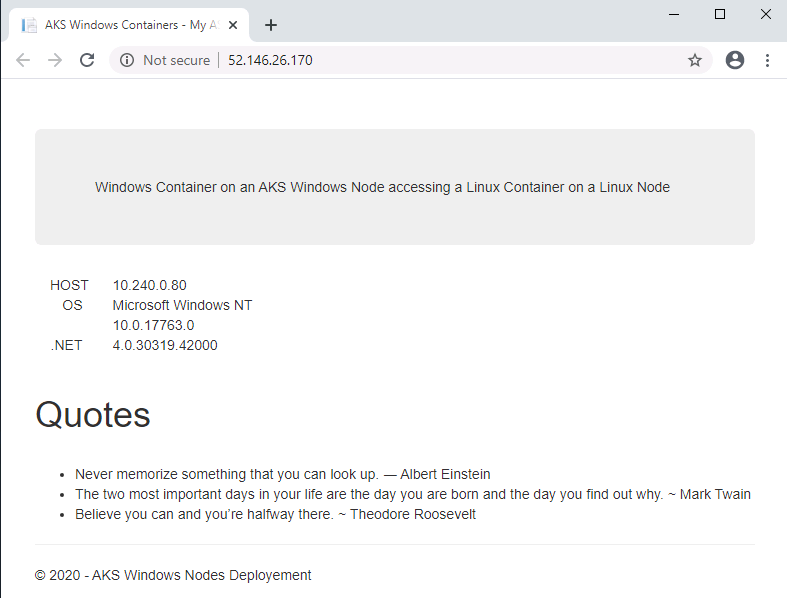 AKS Windows Containers - My A
Not secure
52.146.26.170
Windows Container on an AKS Windows Node accessing a Linux Container on a Linux Node
HOST 10.240.0.80
OS Microsoft Windows NT
10.0.17763.0
.NET 4.0.30319.42000
Quotes
• Never memorize something that you can look up. — Albert Einstein
• The two most important days in your life are the day you are born and the day you find out why. ~ Mark Twain
• Believe you can and you’re halfway there. ~ Theodore Roosevelt
© 2020 - AKS Windows Nodes Deployement